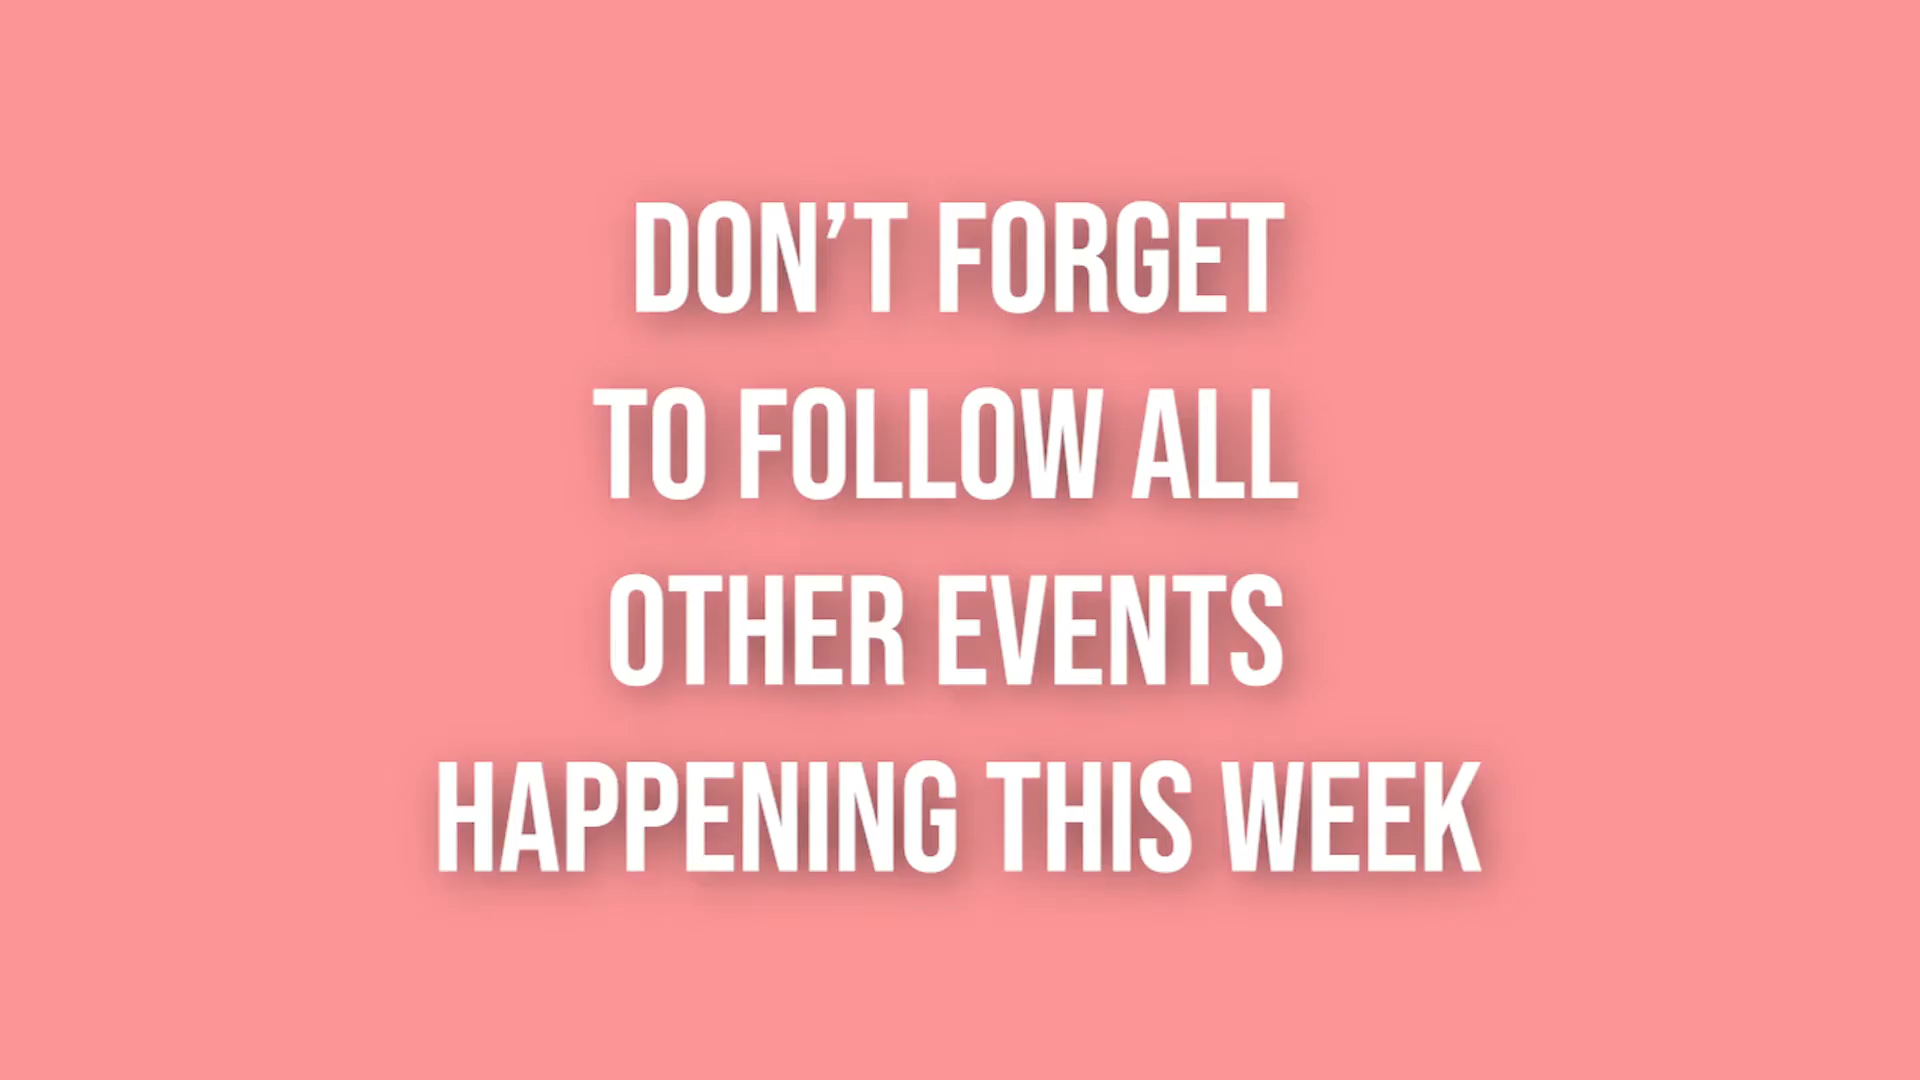 DON’T FORGET
TO FOLLOW ALL
OTHER EVENTS
HAPPENING THIS WEEK